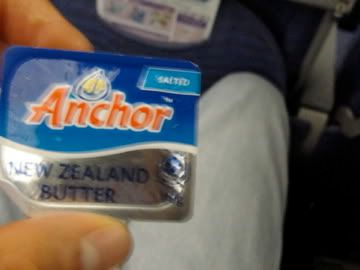 SALTED
Anchor
NEW ZEALAND
BUTTER